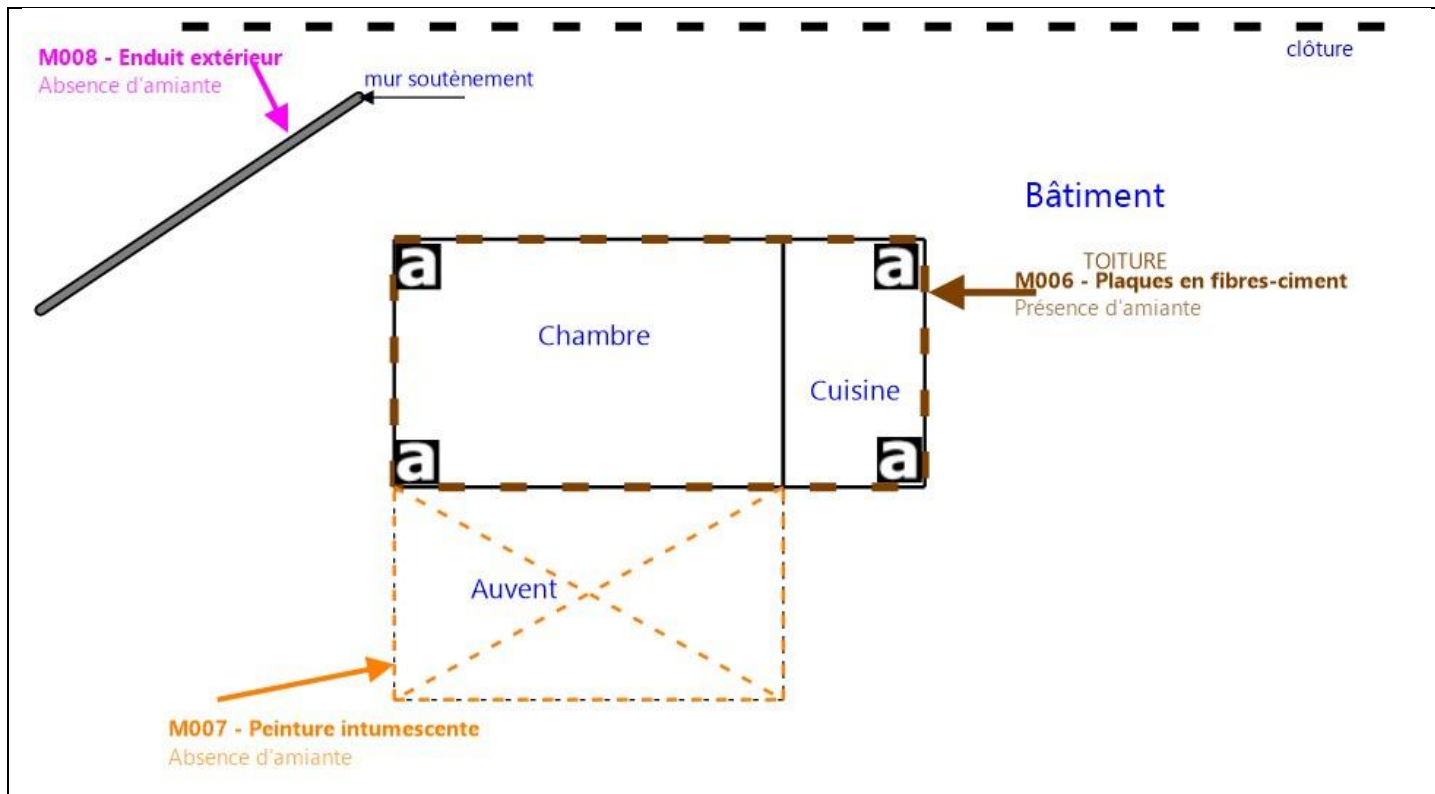 M008 - Enduit extérieur
Absence d'amiante
mur soutènement
clôture
Bâtiment
TOITURE
M006 - Plaques en fibres-ciment
Présence d'amiante
a
a
Chambre
Cuisine
a
a
Auvent
M007 - Peinture intumescente
Absence d'amiante